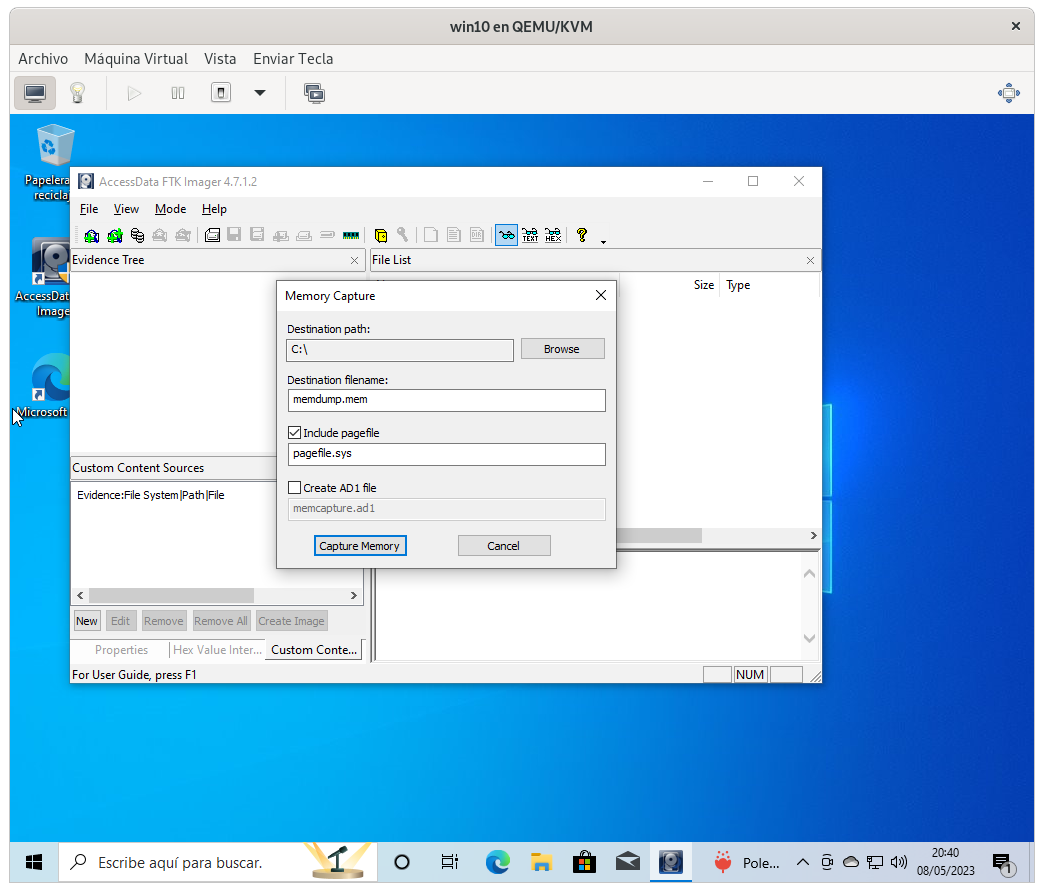 win10 en QEMU/KVM
Archivo Máquina Virtual Vista Enviar Tecla
Papelera
recicla
AccessData FTK Imager 4.7.1.2
File View Mode Help
TEXT HEX
Evidence Tree
File List
AccessDat
Image
Size Type
Memory Capture
Destination path:
C:\
Browse
Destination filename:
memdump.mem
Include pagefile
pagefile.sys
Create AD1 file
memcapture.ad1
Capture Memory Cancel
Microsoft
Custom Content Sources
Evidence:File System|Path|File
New Edit Remove Remove All Create Image
Properties Hex Value Inter... Custom Conte...
For User Guide, press F1
NUM
Escribe aquí para buscar.
Pole...
20:40
08/05/2023
1